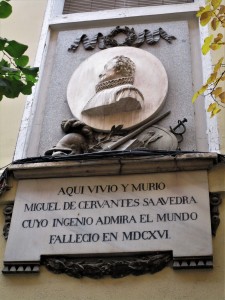 AQUI VIVIO Y MURIO
MIGUEL DE CERVANTES SAAVEDRA
CUYO INGENIO ADMIRA EL MUNDO
FALLECIO EN MDCXVI